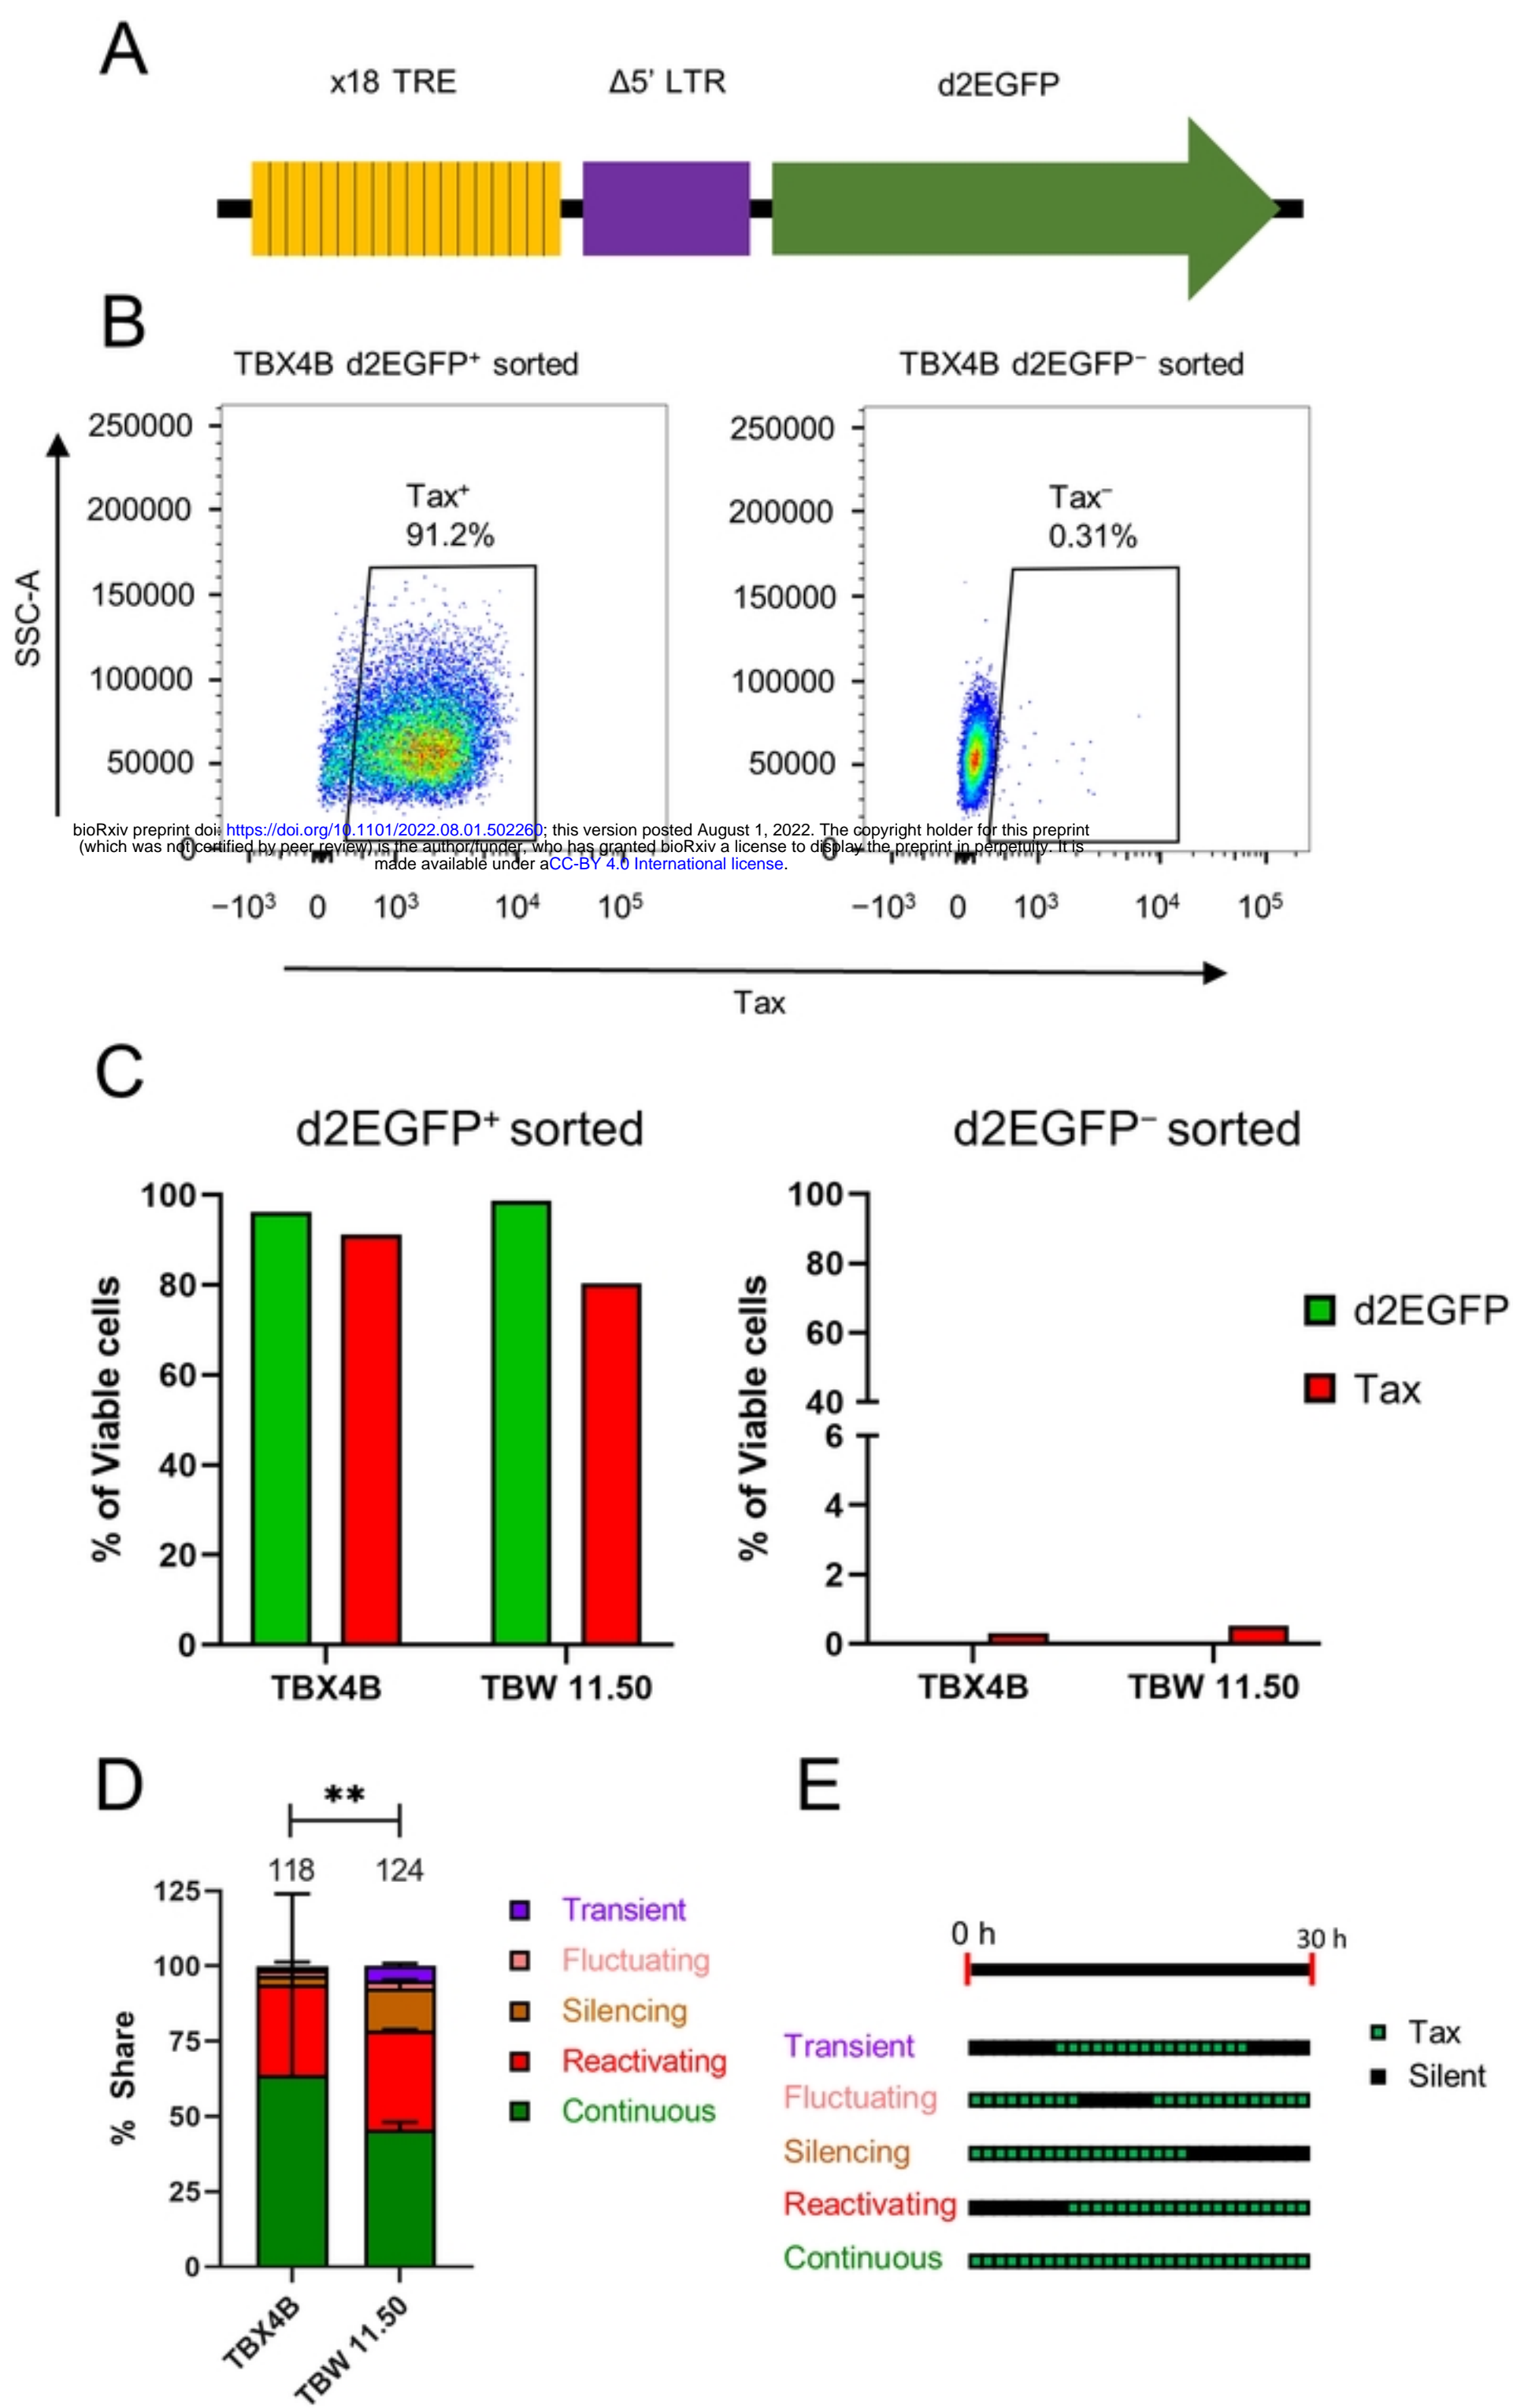 A
x18 TRE Δ5' LTR d2EGFP
B
TBX4B d2EGFP⁺ sorted
TBX4B d2EGFP⁻ sorted
SSC-A
250000
200000
150000
100000
50000
0
Tax⁺
91.2%
−10³ 0 10³ 10⁴ 10⁵
250000
200000
150000
100000
50000
0
Tax⁻
0.31%
−10³ 0 10³ 10⁴ 10⁵
bioRxiv preprint doi: https://doi.org/10.1101/2022.08.01.502260; this version posted August 1, 2022. The copyright holder for this preprint
(which was not certified by peer review) is the author/funder, who has granted bioRxiv a license to display the preprint in perpetuity. It is
made available under aCC-BY 4.0 International license.
Tax
C
d2EGFP⁺ sorted
% of Viable cells
100
80
60
40
20
0
TBX4B TBW 11.50
d2EGFP⁻ sorted
% of Viable cells
100
80
60
40
6
4
2
0
TBX4B TBW 11.50
d2EGFP
Tax
D
**
118 124
% Share
125
100
75
50
25
0
TBX4B
TBW 11.50
Transient
Fluctuating
Silencing
Reactivating
Continuous
E
0 h 30 h
Transient
Fluctuating
Silencing
Reactivating
Continuous
Tax
Silent